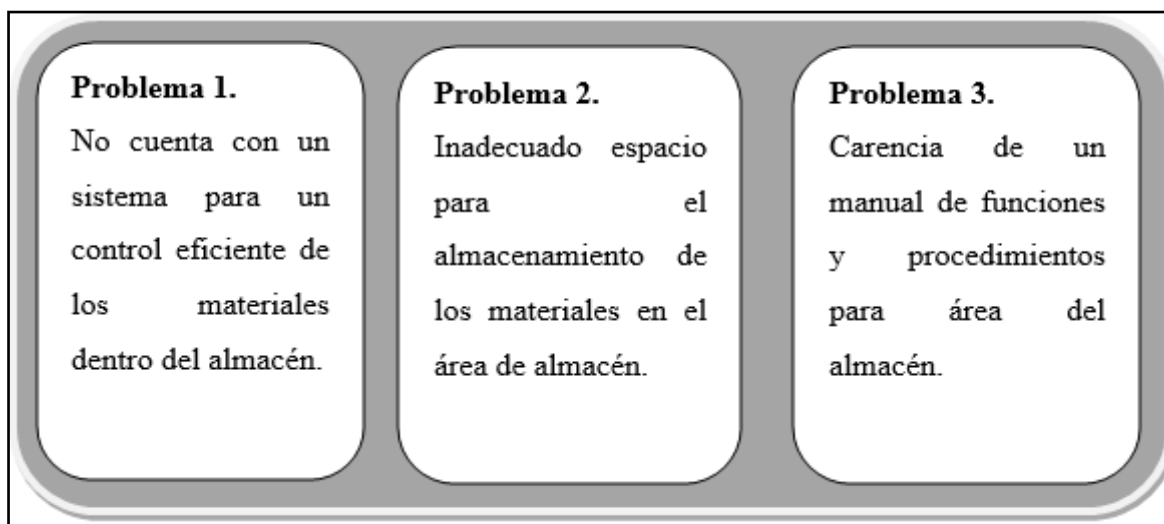 Problema 1.
No cuenta con un
sistema para un
control eficiente de
los materiales
dentro del almacén.
Problema 2.
Inadecuado espacio
para el
almacenamiento de
los materiales en el
área de almacén.
Problema 3.
Carencia de un
manual de funciones
y procedimientos
para área del
almacén.